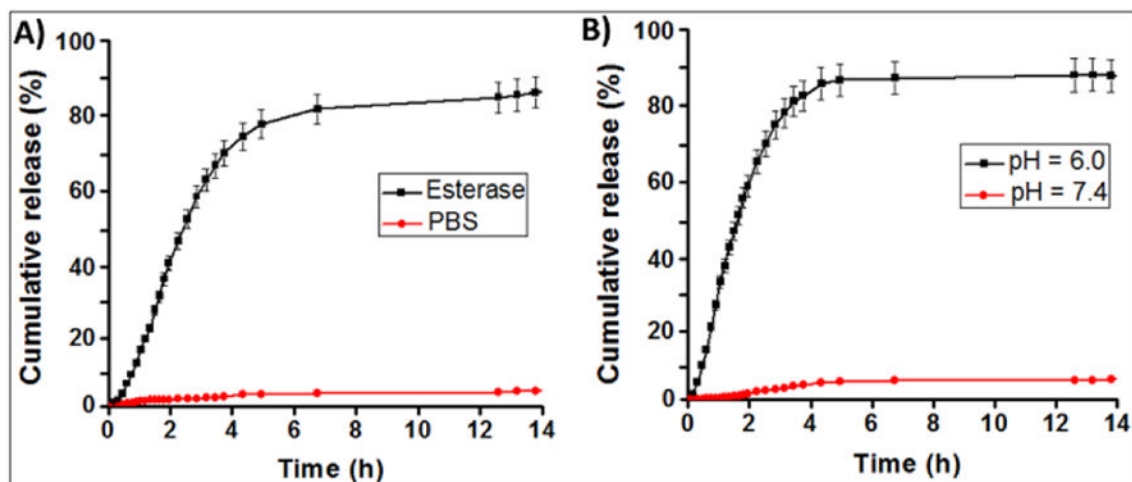 A)
Cumulative release (%)
100
80
60
40
20
0
0 2 4 6 8 10 12 14
Time (h)
Esterase
PBS
B)
Cumulative release (%)
100
80
60
40
20
0
0 2 4 6 8 10 12 14
Time (h)
pH = 6.0
pH = 7.4